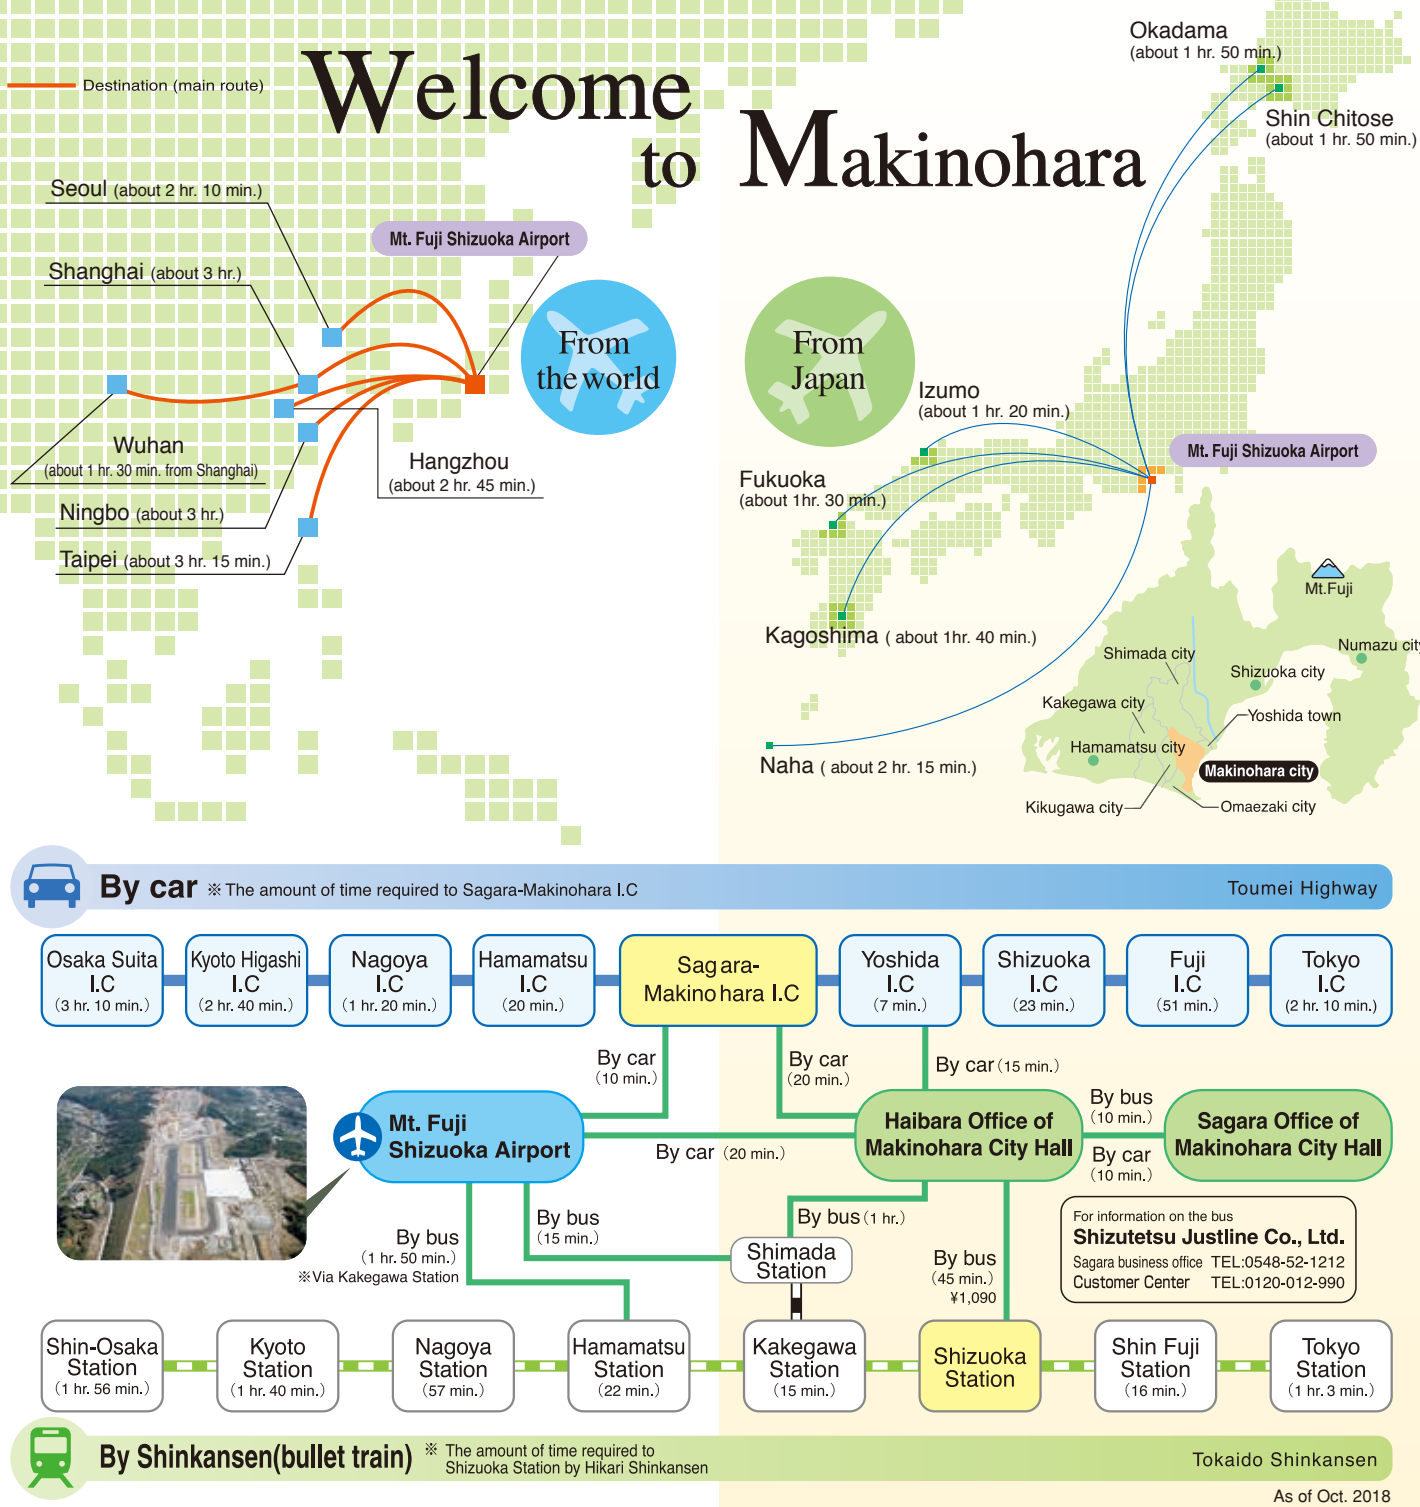 Welcome
to Makinohara
Destination (main route)
Seoul (about 2 hr. 10 min.)
Mt. Fuji Shizuoka Airport
Shanghai (about 3 hr.)
From
the world
Wuhan
(about 1 hr. 30 min. from Shanghai)
Hangzhou
(about 2 hr. 45 min.)
Ningbo (about 3 hr.)
Taipei (about 3 hr. 15 min.)
Okadama
(about 1 hr. 50 min.)
Shin Chitose
(about 1 hr. 50 min.)
From
Japan
Izumo
(about 1 hr. 20 min.)
Mt. Fuji Shizuoka Airport
Fukuoka
(about 1hr. 30 min.)
Kagoshima ( about 1hr. 40 min.)
Naha ( about 2 hr. 15 min.)
Mt.Fuji
Numazu city
Shimada city
Shizuoka city
Kakegawa city
Yoshida town
Hamamatsu city
Makinohara city
Kikugawa city
Omaezaki city
By car ※ The amount of time required to Sagara-Makinohara I.C
Toumei Highway
Osaka Suita
I.C
(3 hr. 10 min.)
Kyoto Higashi
I.C
(2 hr. 40 min.)
Nagoya
I.C
(1 hr. 20 min.)
Hamamatsu
I.C
(20 min.)
Sagara-
Makinohara I.C
Yoshida
I.C
(7 min.)
Shizuoka
I.C
(23 min.)
Fuji
I.C
(51 min.)
Tokyo
I.C
(2 hr. 10 min.)
By car
(10 min.)
By car
(20 min.)
By car (15 min.)
Mt. Fuji
Shizuoka Airport
By car (20 min.)
Haibara Office of
Makinohara City Hall
By bus
(10 min.)
By car
(10 min.)
Sagara Office of
Makinohara City Hall
By bus
(1 hr. 50 min.)
※Via Kakegawa Station
By bus
(15 min.)
By bus (1 hr.)
Shimada
Station
By bus
(45 min.)
¥1,090
For information on the bus
Shizutetsu Justline Co., Ltd.
Sagara business office TEL:0548-52-1212
Customer Center TEL:0120-012-990
Shin-Osaka
Station
(1 hr. 56 min.)
Kyoto
Station
(1 hr. 40 min.)
Nagoya
Station
(57 min.)
Hamamatsu
Station
(22 min.)
Kakegawa
Station
(15 min.)
Shizuoka
Station
Shin Fuji
Station
(16 min.)
Tokyo
Station
(1 hr. 3 min.)
By Shinkansen(bullet train) ※ The amount of time required to
Shizuoka Station by Hikari Shinkansen
Tokaido Shinkansen
As of Oct. 2018